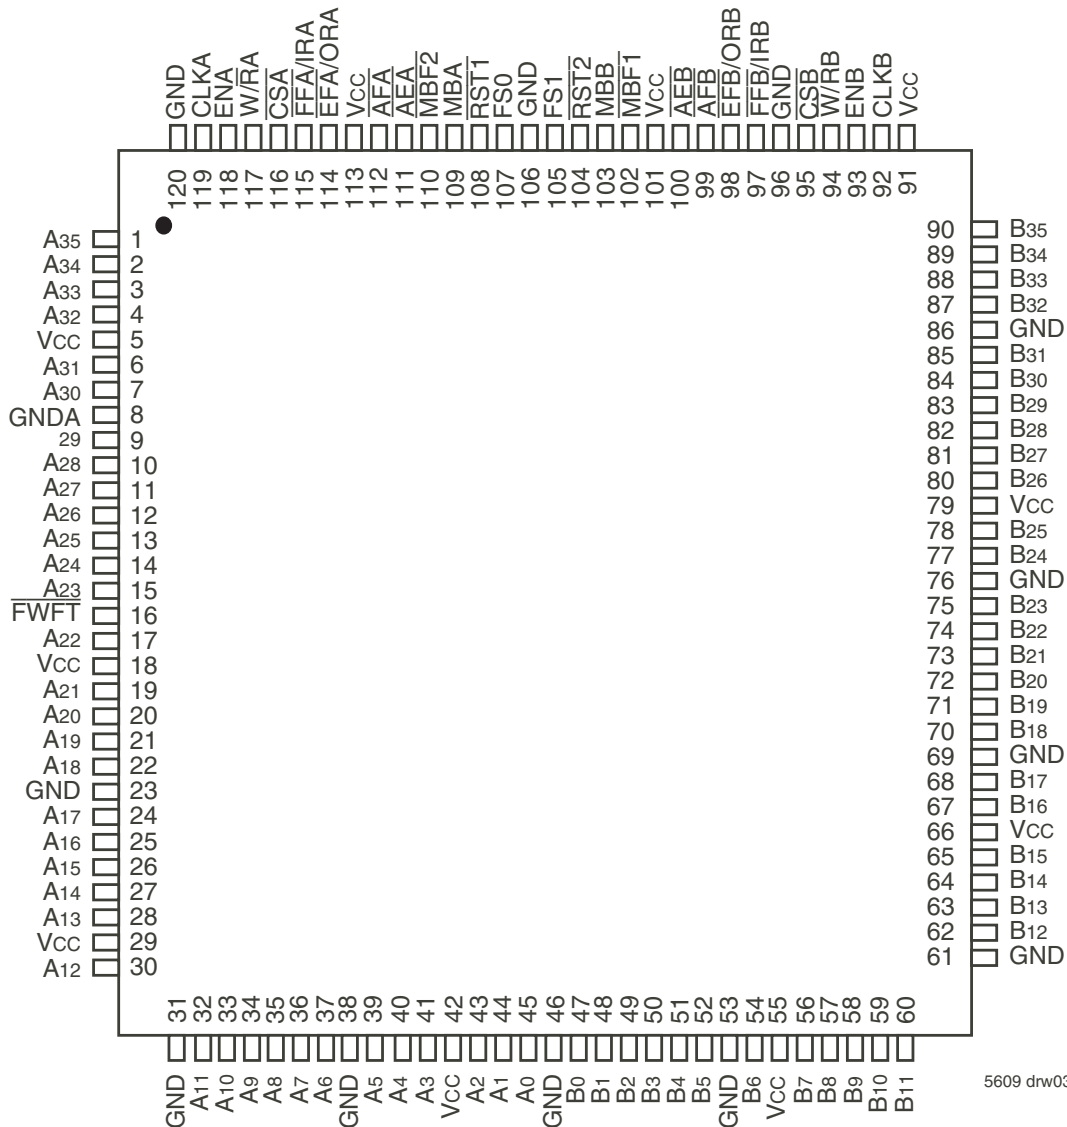 GND
CLKA
ENA
W/RA
CSA
FFA/IRA
EFA/ORA
VCC
AFA
AEA
MBF2
MBA
RST1
FS0
GND
FS1
RST2
MBB
MBF1
VCC
AEB
AFB
EFB/ORB
FFB/IRB
GND
CSB
W/RB
ENB
CLKB
VCC
120
119
118
117
116
115
114
113
112
111
110
109
108
107
106
105
104
103
102
101
100
99
98
97
96
95
94
93
92
91
A35 1
A34 2
A33 3
A32 4
VCC 5
A31 6
A30 7
GNDA 8
29 9
A28 10
A27 11
A26 12
A25 13
A24 14
A23 15
FWFT 16
A22 17
VCC 18
A21 19
A20 20
A19 21
A18 22
GND 23
A17 24
A16 25
A15 26
A14 27
A13 28
VCC 29
A12 30
90 B35
89 B34
88 B33
87 B32
86 GND
85 B31
84 B30
83 B29
82 B28
81 B27
80 B26
79 VCC
78 B25
77 B24
76 GND
75 B23
74 B22
73 B21
72 B20
71 B19
70 B18
69 GND
68 B17
67 B16
66 VCC
65 B15
64 B14
63 B13
62 B12
61 GND
31
32
33
34
35
36
37
38
39
40
41
42
43
44
45
46
47
48
49
50
51
52
53
54
55
56
57
58
59
60
GND
A11
A10
A9
A8
A7
A6
GND
A5
A4
A3
VCC
A2
A1
A0
GND
B0
B1
B2
B3
B4
B5
GND
B6
VCC
B7
B8
B9
B10
B11
5609 drw03